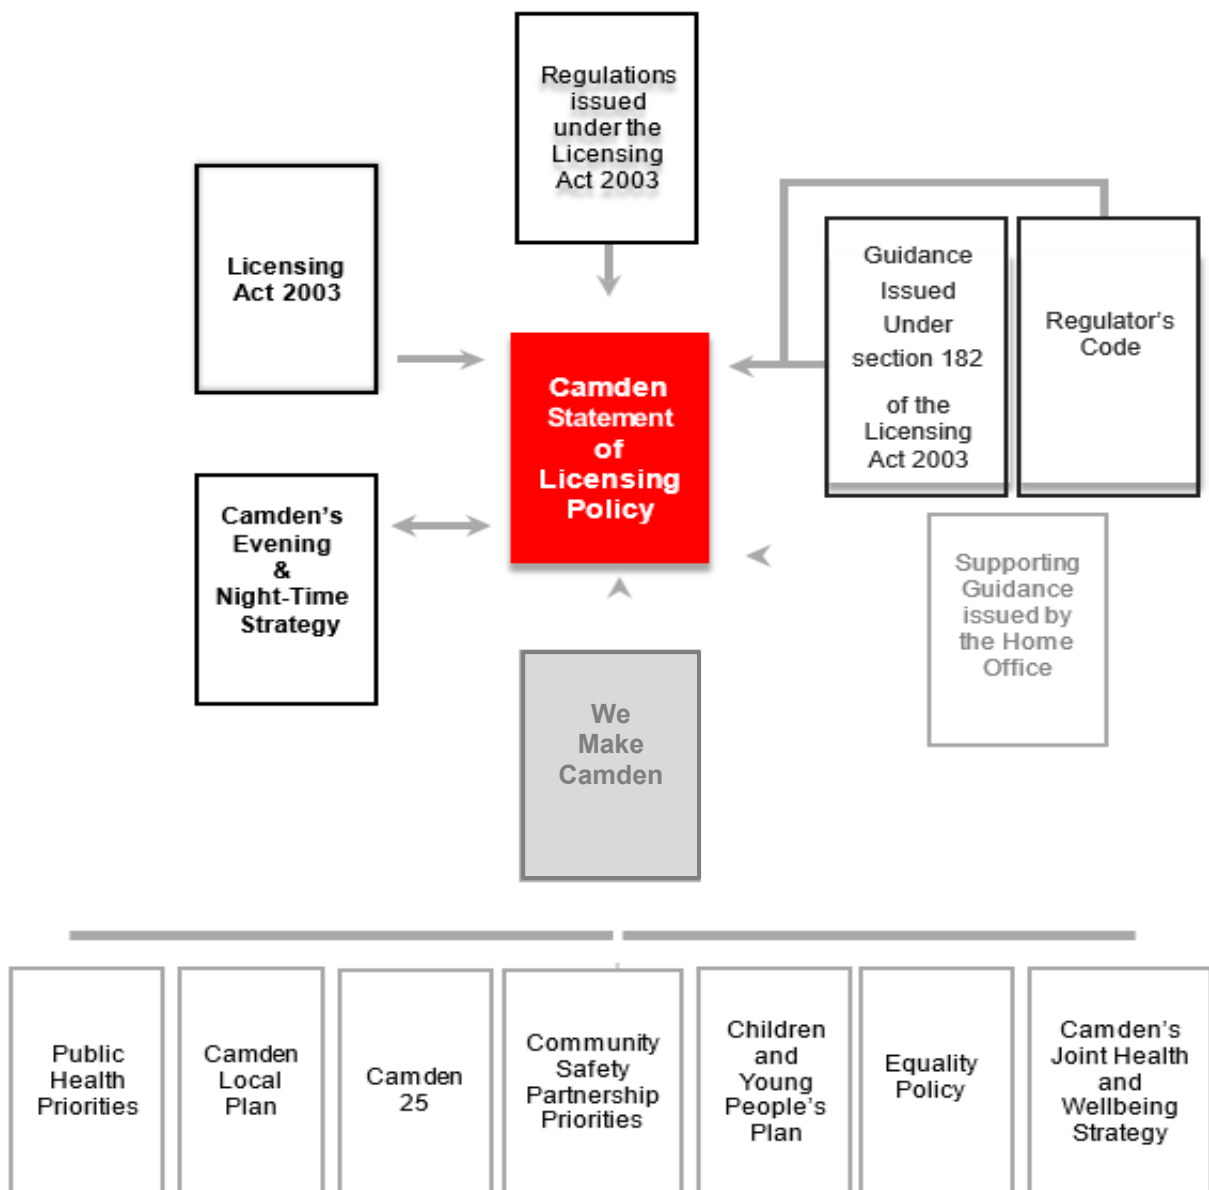 Regulations
issued
under the
Licensing
Act 2003
Licensing
Act 2003
Guidance
Issued
Under
section 182
of the
Licensing
Act 2003
Regulator's
Code
Camden
Statement
of
Licensing
Policy
Camden's
Evening
&
Night-Time
Strategy
Supporting
Guidance
issued by
the Home
Office
We
Make
Camden
Public
Health
Priorities
Camden
Local
Plan
Camden
25
Community
Safety
Partnership
Priorities
Children
and
Young
People's
Plan
Equality
Policy
Camden's
Joint Health
and
Wellbeing
Strategy